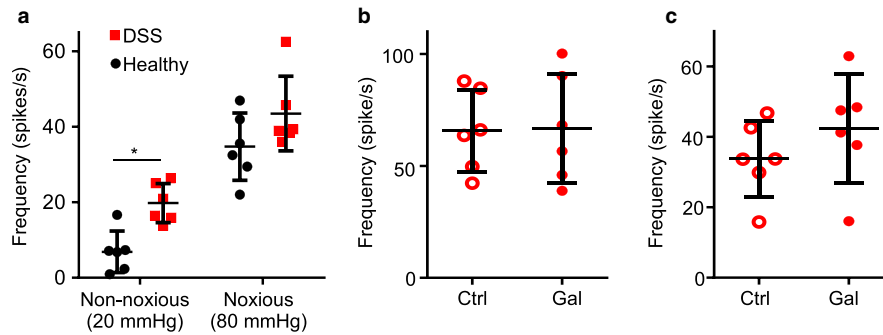 a
DSS
Healthy
Frequency (spikes/s)
60
40
20
0
*
Non-noxious
(20 mmHg)
Noxious
(80 mmHg)
b
Frequency (spike/s)
100
50
0
Ctrl
Gal
c
Frequency (spike/s)
60
40
20
0
Ctrl
Gal